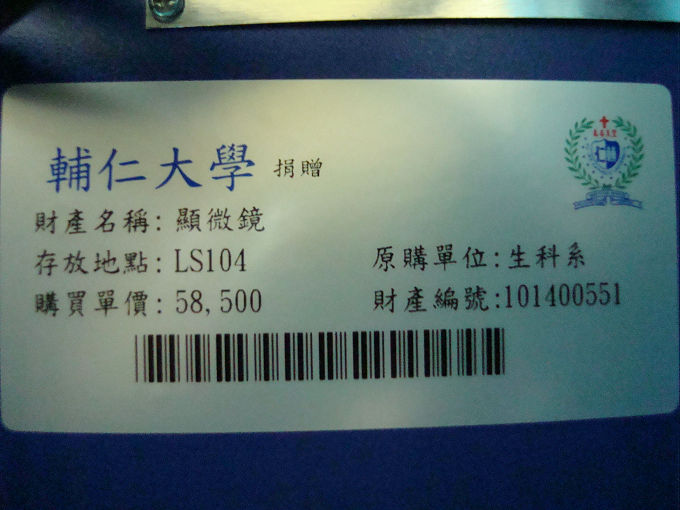 輔仁大學 捐贈
財產名稱: 顯微鏡
存放地點: LS104 原購單位: 生科系
購買單價: 58,500 財產編號:101400551